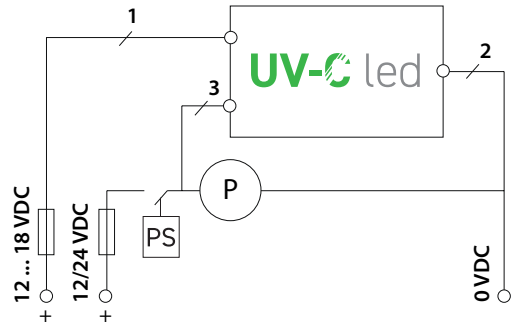 1
2
UV-C led
3
P
PS
12 ... 18 VDC
12/24 VDC
0 VDC
+
+
-